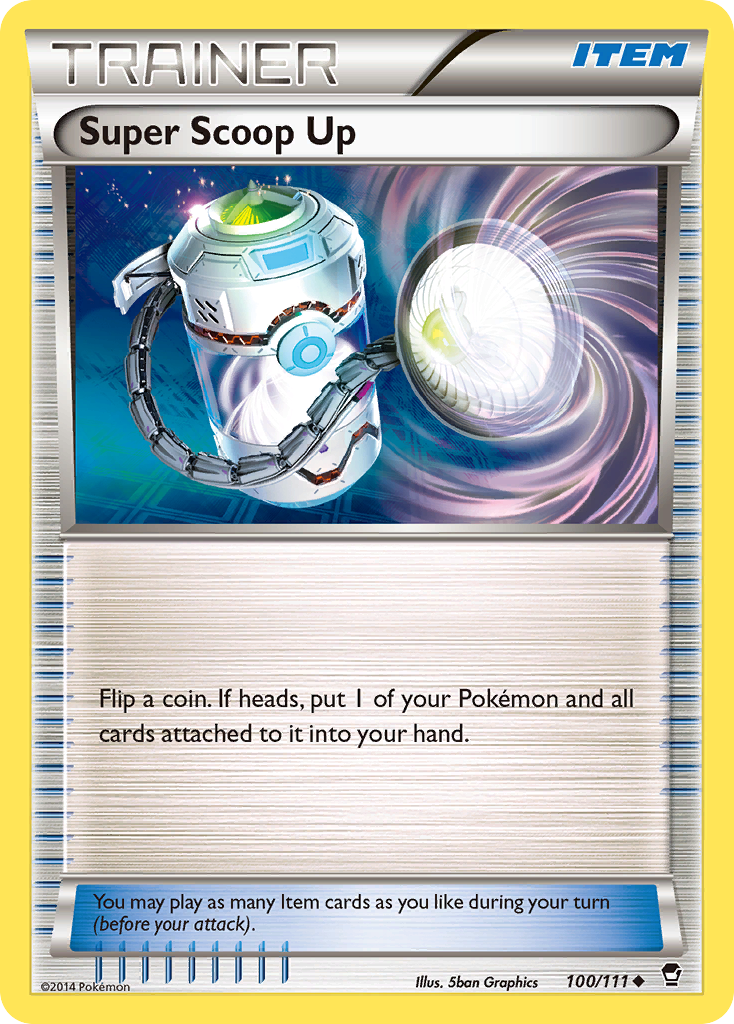 TRAINER
ITEM
Super Scoop Up
Flip a coin. If heads, put 1 of your Pokémon and all
cards attached to it into your hand.
You may play as many Item cards as you like during your turn
(before your attack).
©2014 Pokémon
Illus. 5ban Graphics
100/111